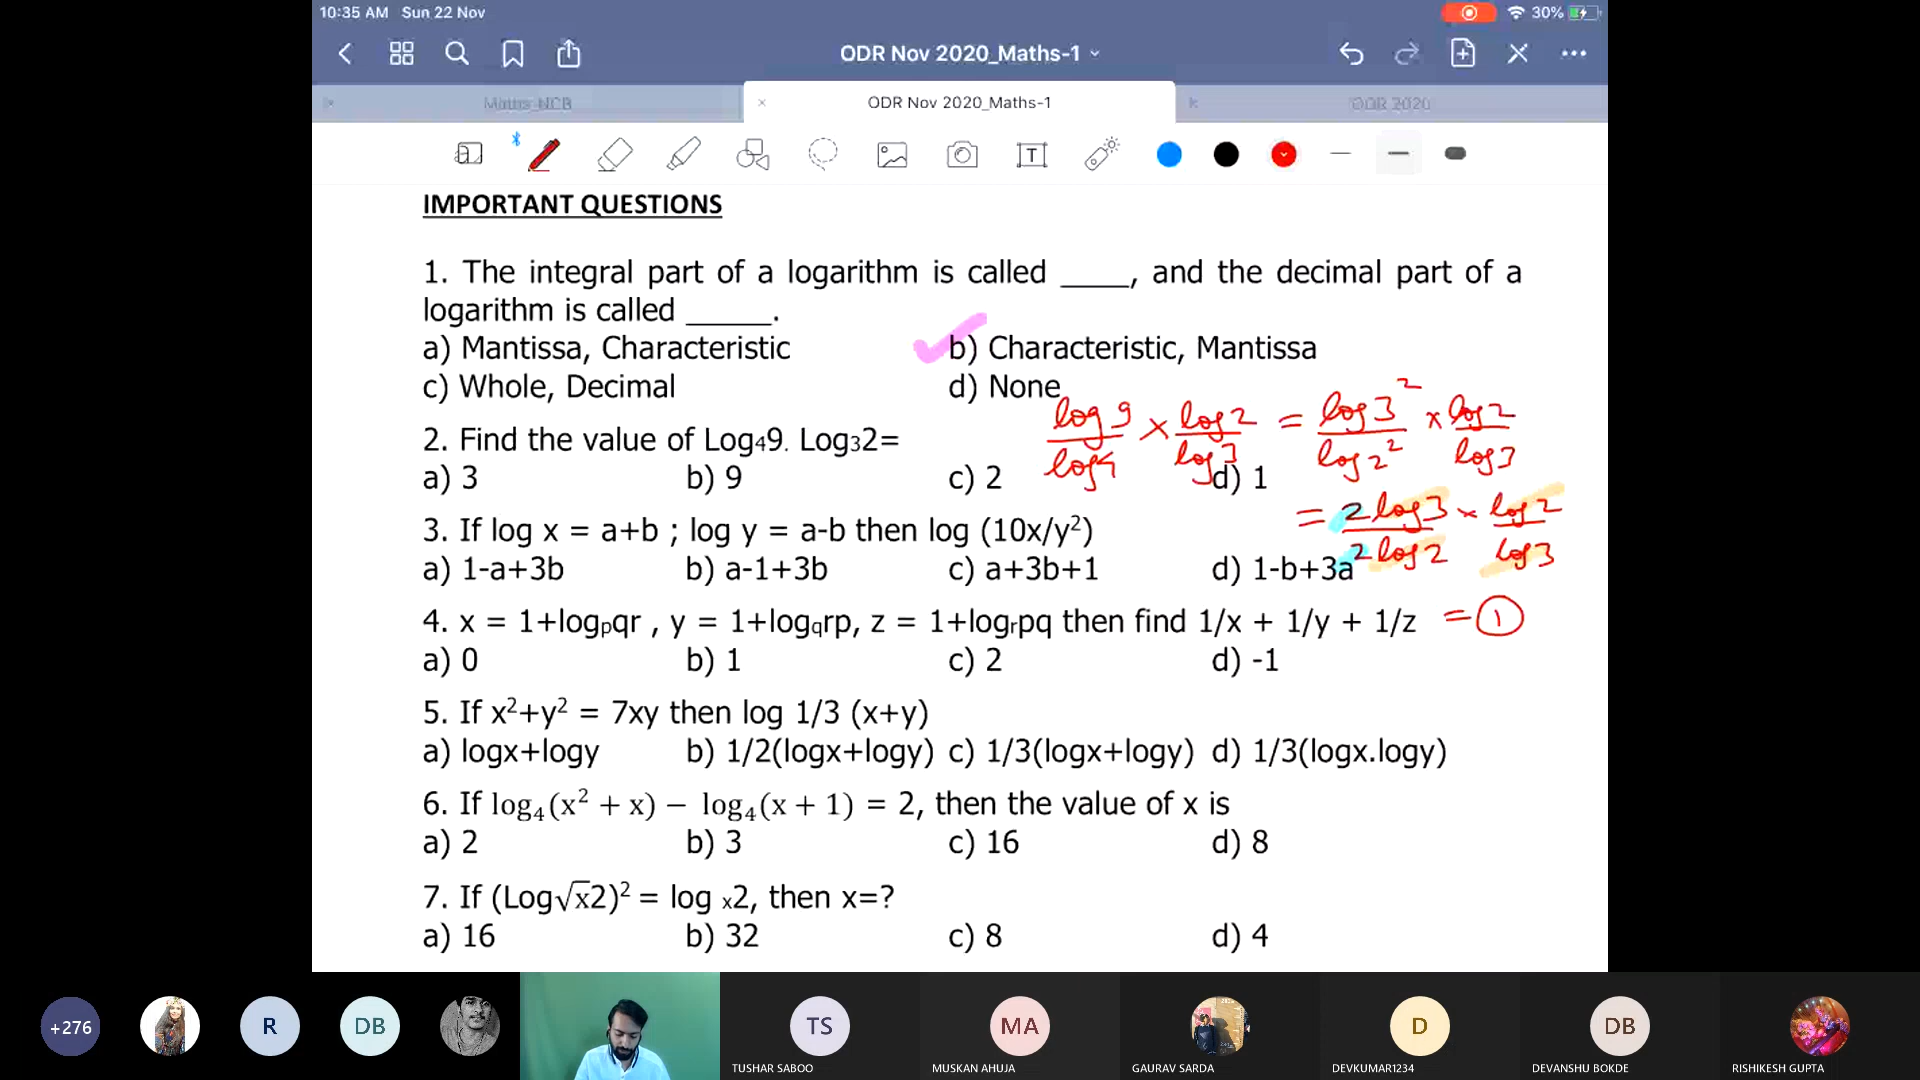 10:35 AM Sun 22 Nov
30%
ODR Nov 2020_Maths-1
Maths_NCB
ODR Nov 2020_Maths-1
ODR 2020
IMPORTANT QUESTIONS
1. The integral part of a logarithm is called ____, and the decimal part of a
logarithm is called _____.
a) Mantissa, Characteristic b) Characteristic, Mantissa
c) Whole, Decimal d) None
log 9 / log 4 × log 2 / log 3 = log 3² / log 2² × log 2 / log 3
2. Find the value of Log₄9. Log₃2=
a) 3 b) 9 c) 2 d) 1
= 2 log 3 / 2 log 2 × log 2 / log 3
3. If log x = a+b ; log y = a-b then log (10x/y²)
a) 1-a+3b b) a-1+3b c) a+3b+1 d) 1-b+3a
4. x = 1+logₚqr , y = 1+log_q rp, z = 1+logᵣpq then find 1/x + 1/y + 1/z
= 1
a) 0 b) 1 c) 2 d) -1
5. If x²+y² = 7xy then log 1/3 (x+y)
a) logx+logy b) 1/2(logx+logy) c) 1/3(logx+logy) d) 1/3(logx.logy)
6. If log₄(x² + x) − log₄(x + 1) = 2, then the value of x is
a) 2 b) 3 c) 16 d) 8
7. If (Log√x2)² = log ₓ2, then x=?
a) 16 b) 32 c) 8 d) 4
+276 R DB TS MA D DB
TUSHAR SABOO MUSKAN AHUJA GAURAV SARDA DEVKUMAR1234 DEVANSHU BOKDE RISHIKESH GUPTA